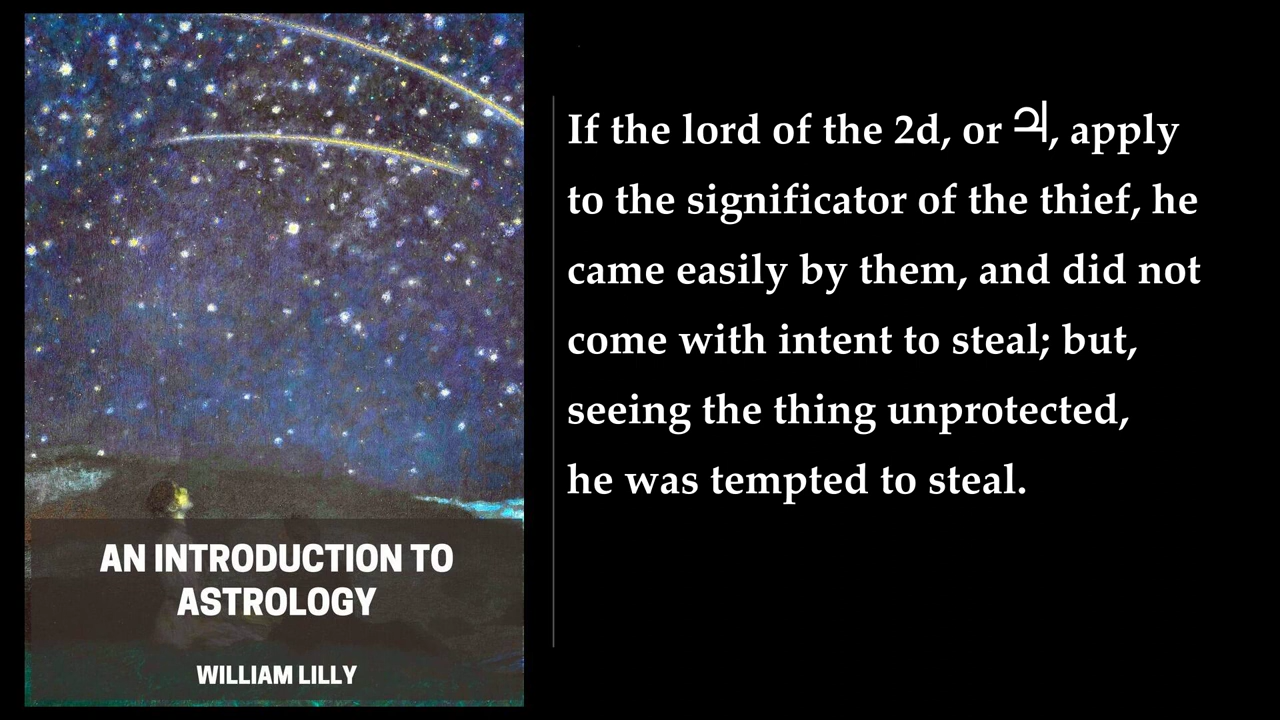 AN INTRODUCTION TO
ASTROLOGY
WILLIAM LILLY
If the lord of the 2d, or ♃, apply
to the significator of the thief, he
came easily by them, and did not
come with intent to steal; but,
seeing the thing unprotected,
he was tempted to steal.